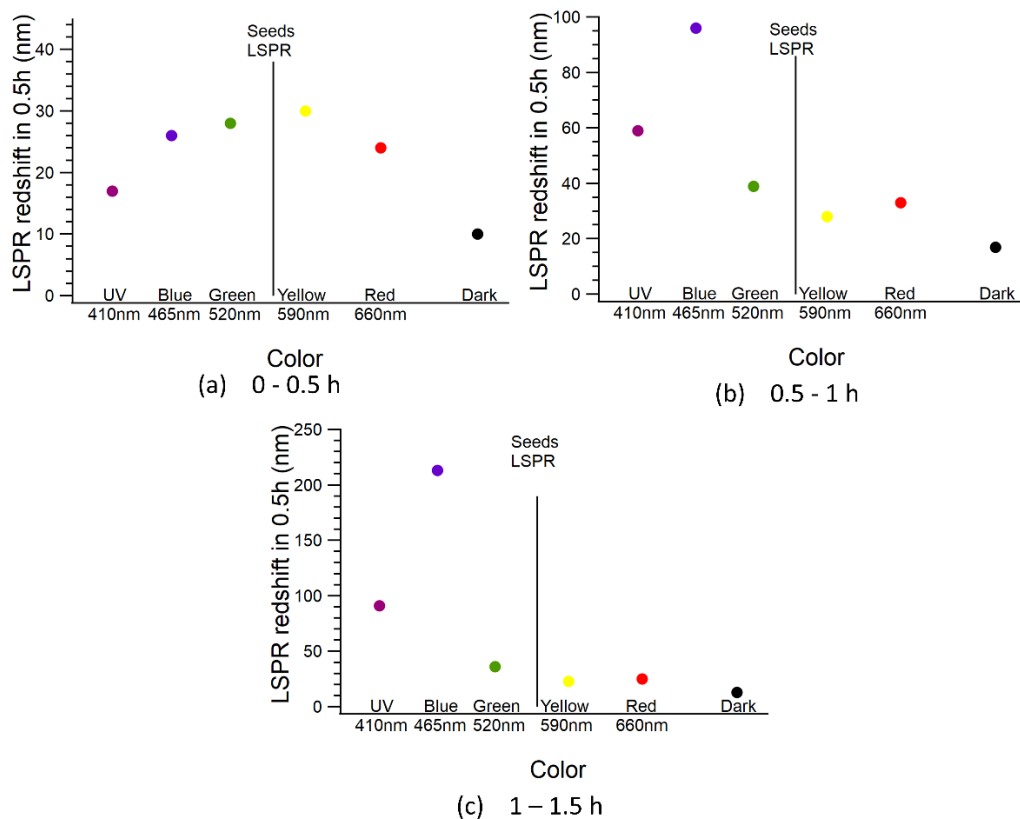 LSPR redshift in 0.5h (nm)
40
30
20
10
0
Seeds
LSPR
UV Blue Green Yellow Red Dark
410nm 465nm 520nm 590nm 660nm
Color
(a) 0 - 0.5 h
LSPR redshift in 0.5h (nm)
100
80
60
40
20
0
Seeds
LSPR
UV Blue Green Yellow Red Dark
410nm 465nm 520nm 590nm 660nm
Color
(b) 0.5 - 1 h
LSPR redshift in 0.5h (nm)
250
200
150
100
50
0
Seeds
LSPR
UV Blue Green Yellow Red Dark
410nm 465nm 520nm 590nm 660nm
Color
(c) 1 – 1.5 h